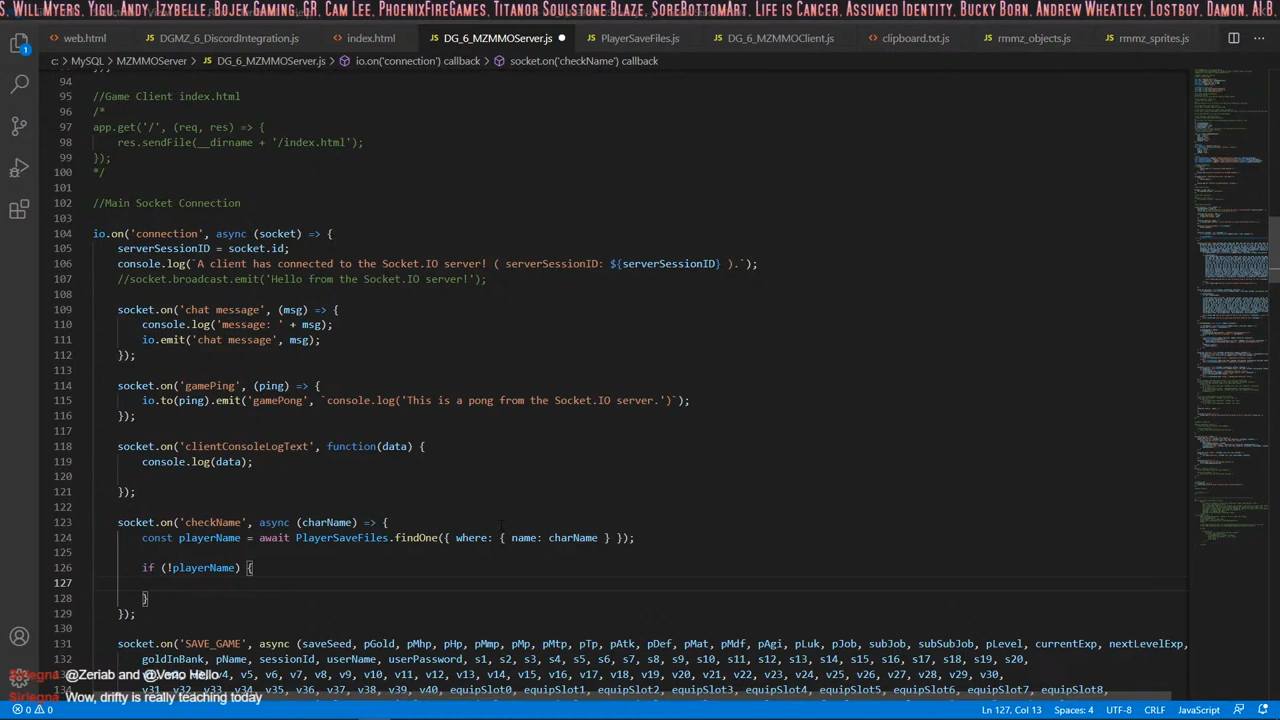 S, Will Myers, Yigu Andy, Izybelle, Bojek Gaming, GR, Cam Lee, PhoenixFireGames, Titanor Soulstone Blaze, SoreBottomArt, Life is Cancer, Assumed Identity, Bucky Born, Andrew Wheatley, Lostboy, Damon, Al B.
web.html DGMZ_6_DiscordIntegration.js index.html DG_6_MZMMOServer.js PlayerSaveFiles.js DG_6_MZMMOClient.js clipboard.txt.js rmmz_objects.js rmmz_sprites.js
c: > MySQL > MZMMOServer > DG_6_MZMMOServer.js > io.on('connection') callback > socket.on('checkName') callback
94
95 //Game Client index.html
96 /*
97 app.get('/', (req, res) => {
98 res.sendFile(__dirname + '/index.html');
99 });
100 */
101
102 //Main Socket Connection
103
104 io.on('connection', async (socket) => {
105 serverSessionID = socket.id;
106 console.log(`A client has connected to the Socket.IO server! ( serverSessionID: ${serverSessionID} ).`);
107 //socket.broadcast.emit('Hello from the Socket.IO server!');
108
109 socket.on('chat message', (msg) => {
110 console.log('message: ' + msg);
111 io.emit('chat message', msg);
112 });
113
114 socket.on('gamePing', (ping) => {
115 io.to(ping).emit('gamePong', `console.log('This is a pong from the Socket.IO server.')`);
116 });
117
118 socket.on('clientConsoleLogText', function(data) {
119 console.log(data);
120
121 });
122
123 socket.on('checkName', async (charName) => {
124 const playerName = await PlayerSaveFiles.findOne({ where: { name: charName } });
125
126 if (!playerName) {
127
128 }
129 });
130
131 socket.on('SAVE_GAME', async (saveSeed, pGold, pMhp, pHp, pMmp, pMp, pMtp, pTp, pAtk, pDef, pMat, pMdf, pAgi, pLuk, pJob, subJob, subSubJob, pLevel, currentExp, nextLevelExp,
132 goldInBank, pName, sessionId, userName, userPassword, s1, s2, s3, s4, s5, s6, s7, s8, s9, s10, s11, s12, s13, s14, s15, s16, s17, s18, s19, s20,
Sirlegna @Zeriab and @Veno Hell v5, v6, v7, v8, v9, v10, v11, v12, v13, v14, v15, v16, v17, v18, v19, v20, v21, v22, v23, v24, v25, v26, v27, v28, v29, v30,
134 v37, v38, v39, v40, equipSlot1, equipSlot2, equipSlot3, equipSlot4, equipSlot5, equipSlot6, equipSlot7, equipSlot8,
Sirlegna Wow, drifty is really teaching today
0 0 Ln 127, Col 13 Spaces: 4 UTF-8 CRLF JavaScript